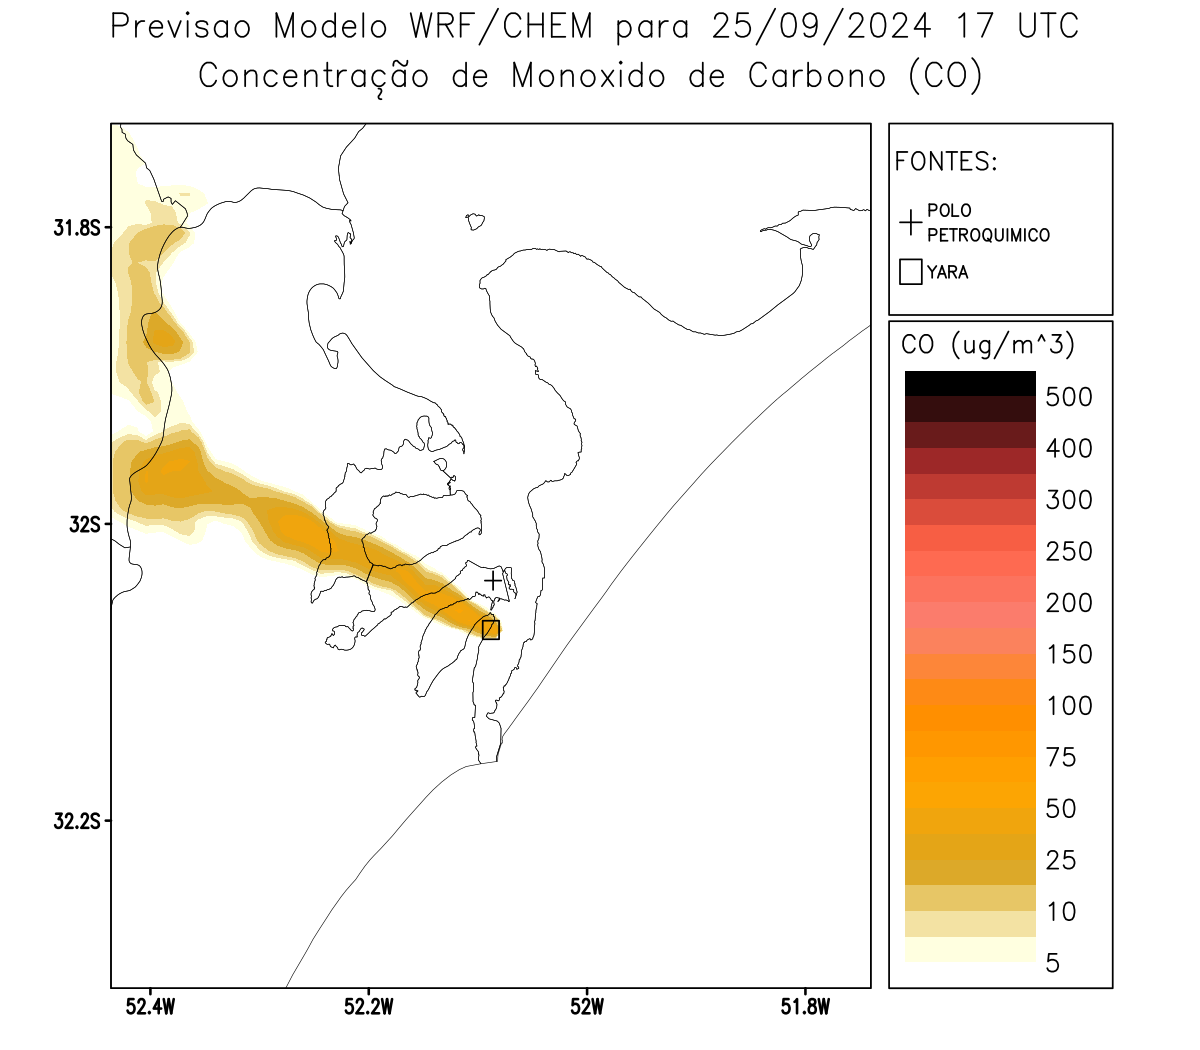 Previsao Modelo WRF/CHEM para 25/09/2024 17 UTC
Concentração de Monoxido de Carbono (CO)
FONTES:
POLO
PETROQUIMICO
YARA
CO (ug/m^3)
500
400
300
250
200
150
100
75
50
25
10
5
31.8S
32S
32.2S
52.4W
52.2W
52W
51.8W